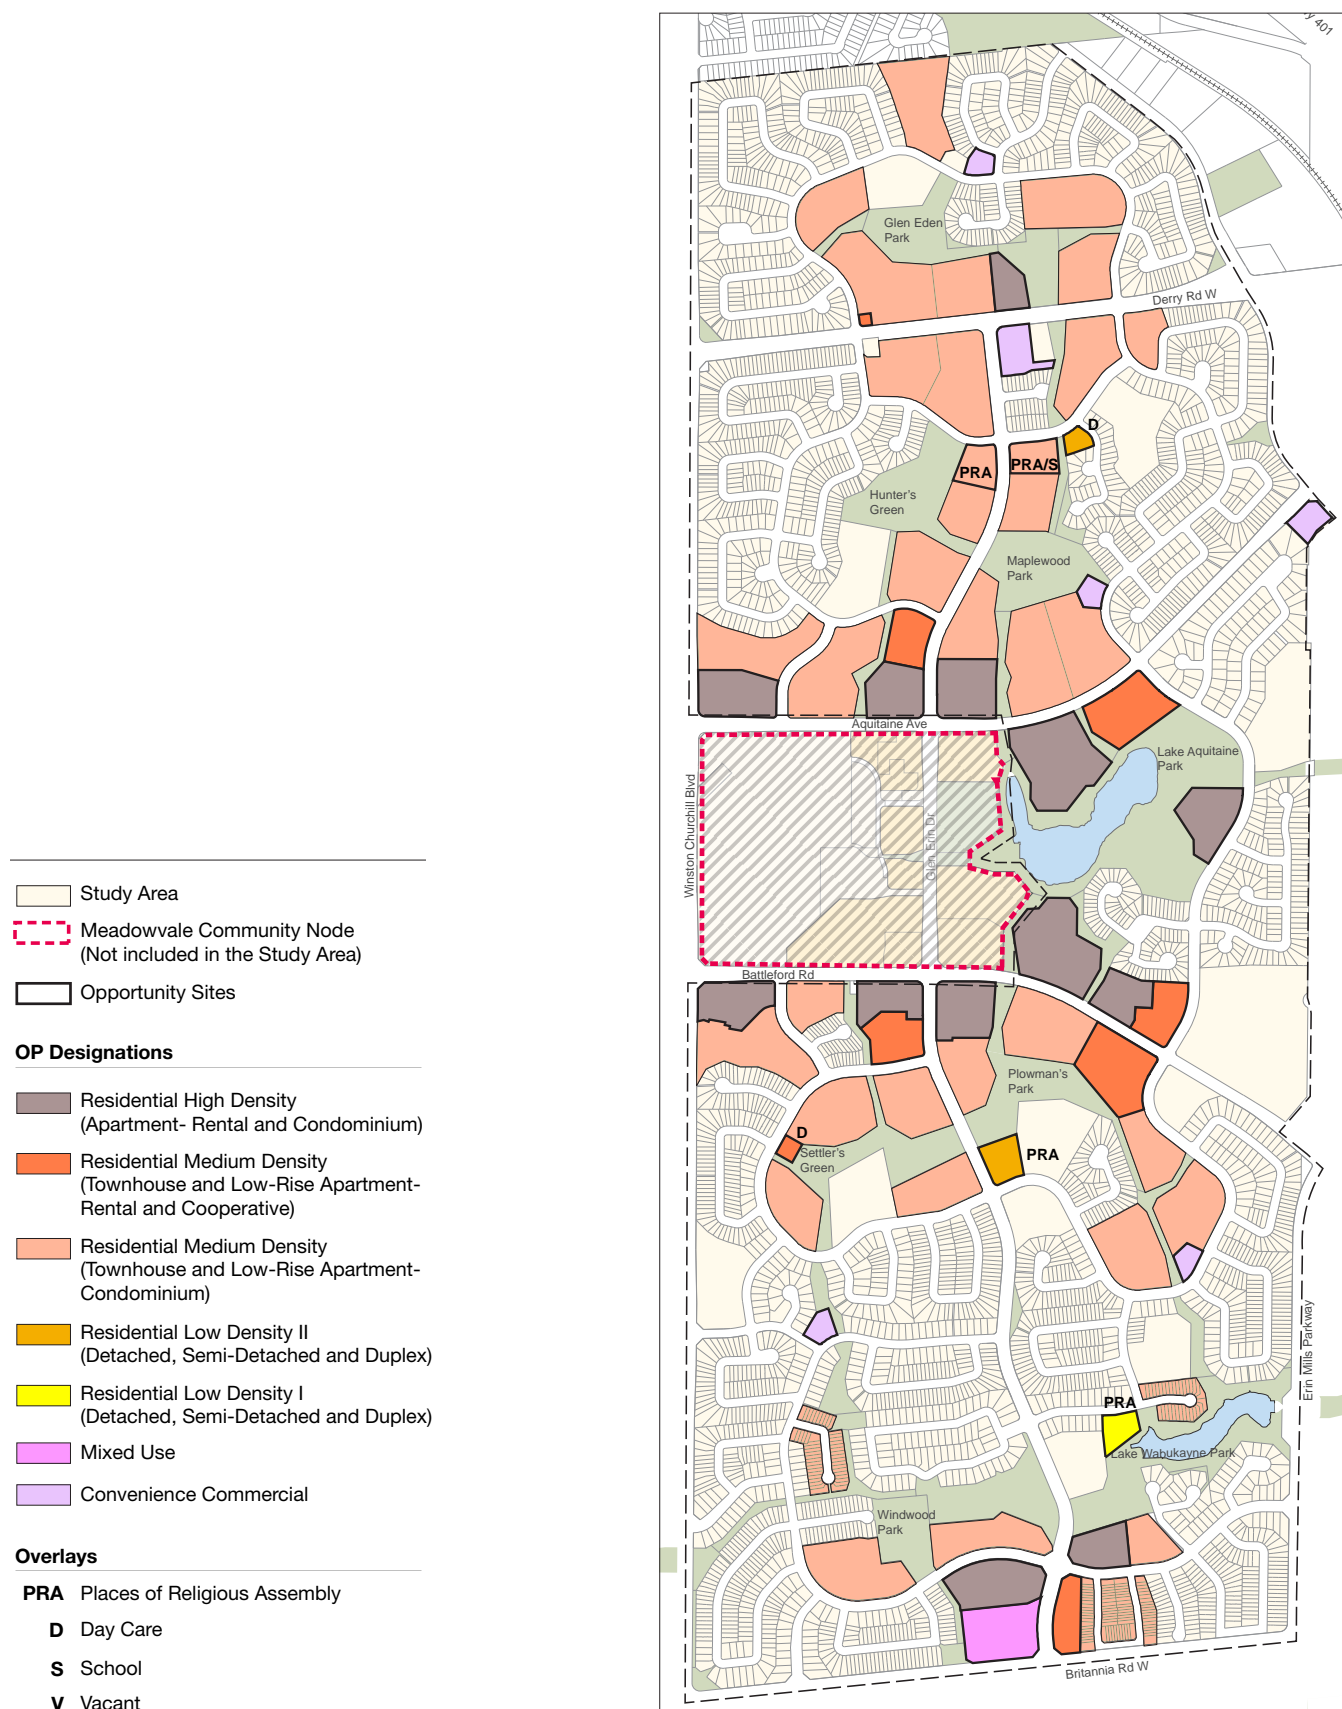 Study Area
Meadowvale Community Node
(Not included in the Study Area)
Opportunity Sites
OP Designations
Residential High Density
(Apartment- Rental and Condominium)
Residential Medium Density
(Townhouse and Low-Rise Apartment-
Rental and Cooperative)
Residential Medium Density
(Townhouse and Low-Rise Apartment-
Condominium)
Residential Low Density II
(Detached, Semi-Detached and Duplex)
Residential Low Density I
(Detached, Semi-Detached and Duplex)
Mixed Use
Convenience Commercial
Overlays
PRA Places of Religious Assembly
D Day Care
S School
V Vacant
y 401
Glen Eden
Park
Derry Rd W
D
PRA
PRA/S
Hunter's
Green
Maplewood
Park
Aquitaine Ave
Lake Aquitaine
Park
Winston Churchill Blvd
Glen Erin Dr
Battleford Rd
Plowman's
Park
D
Settler's
Green
PRA
Erin Mills Parkway
PRA
Lake Wabukayne Park
Windwood
Park
Britannia Rd W